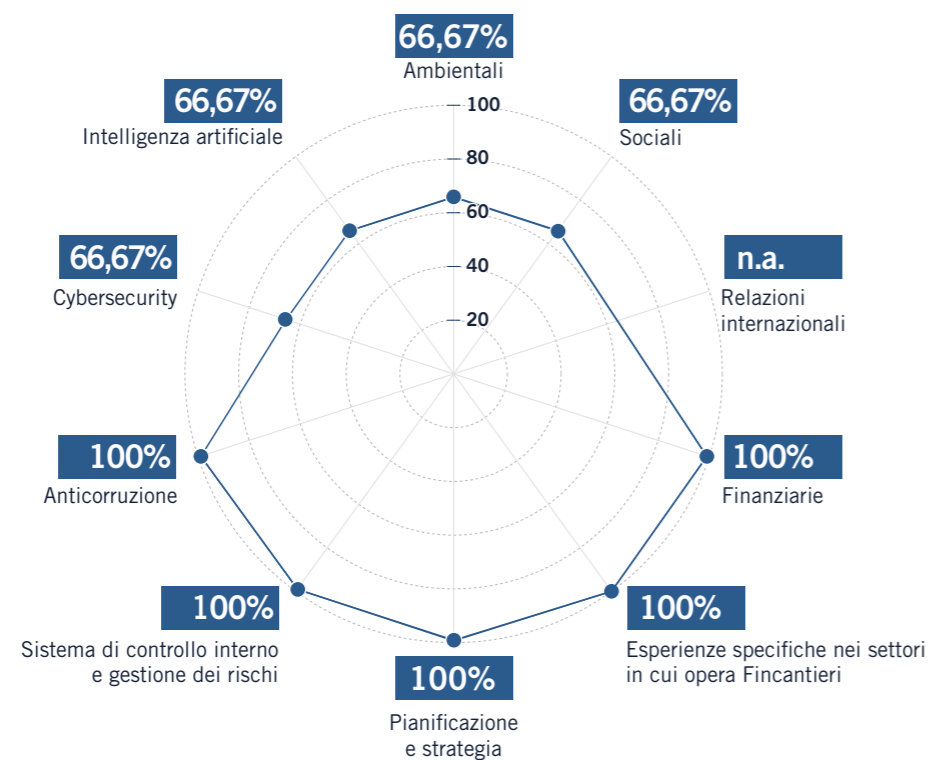 66,67%
Ambientali
66,67%
Intelligenza artificiale
66,67%
Sociali
100
80
60
40
20
66,67%
Cybersecurity
n.a.
Relazioni
internazionali
100%
Anticorruzione
100%
Finanziarie
100%
Sistema di controllo interno
e gestione dei rischi
100%
Esperienze specifiche nei settori
in cui opera Fincantieri
100%
Pianificazione
e strategia